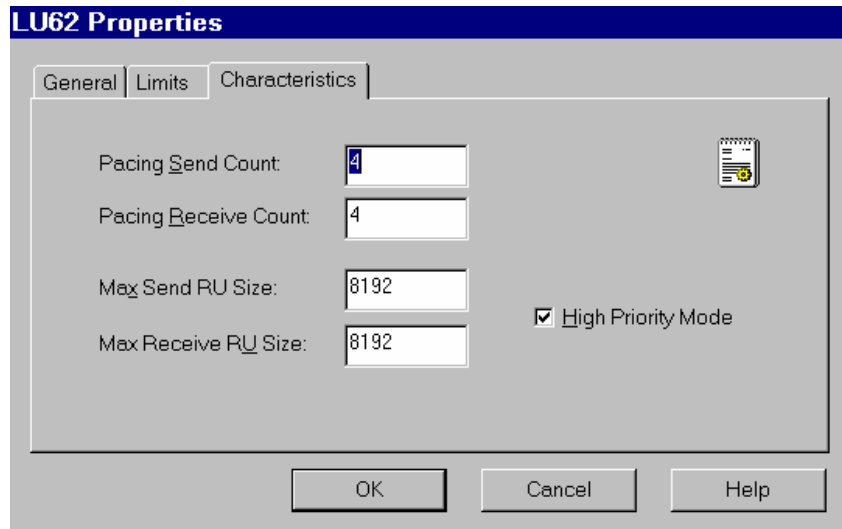 LU62 Properties
General Limits Characteristics
Pacing Send Count: 4
Pacing Receive Count: 4
Max Send RU Size: 8192
High Priority Mode
Max Receive RU Size: 8192
OK Cancel Help